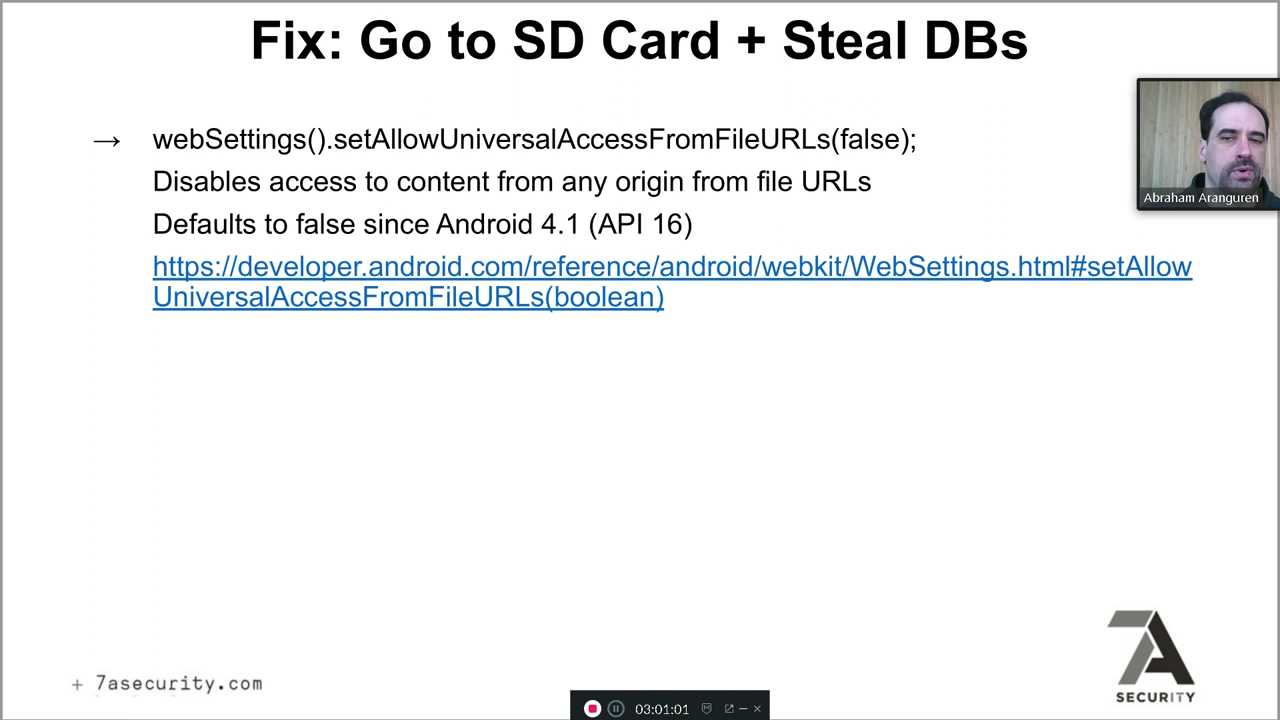 Fix: Go to SD Card + Steal DBs
→ webSettings().setAllowUniversalAccessFromFileURLs(false);
Disables access to content from any origin from file URLs
Defaults to false since Android 4.1 (API 16)
https://developer.android.com/reference/android/webkit/WebSettings.html#setAllow
UniversalAccessFromFileURLs(boolean)
Abraham Aranguren
+ 7asecurity.com
7A
SECURITY
03:01:01